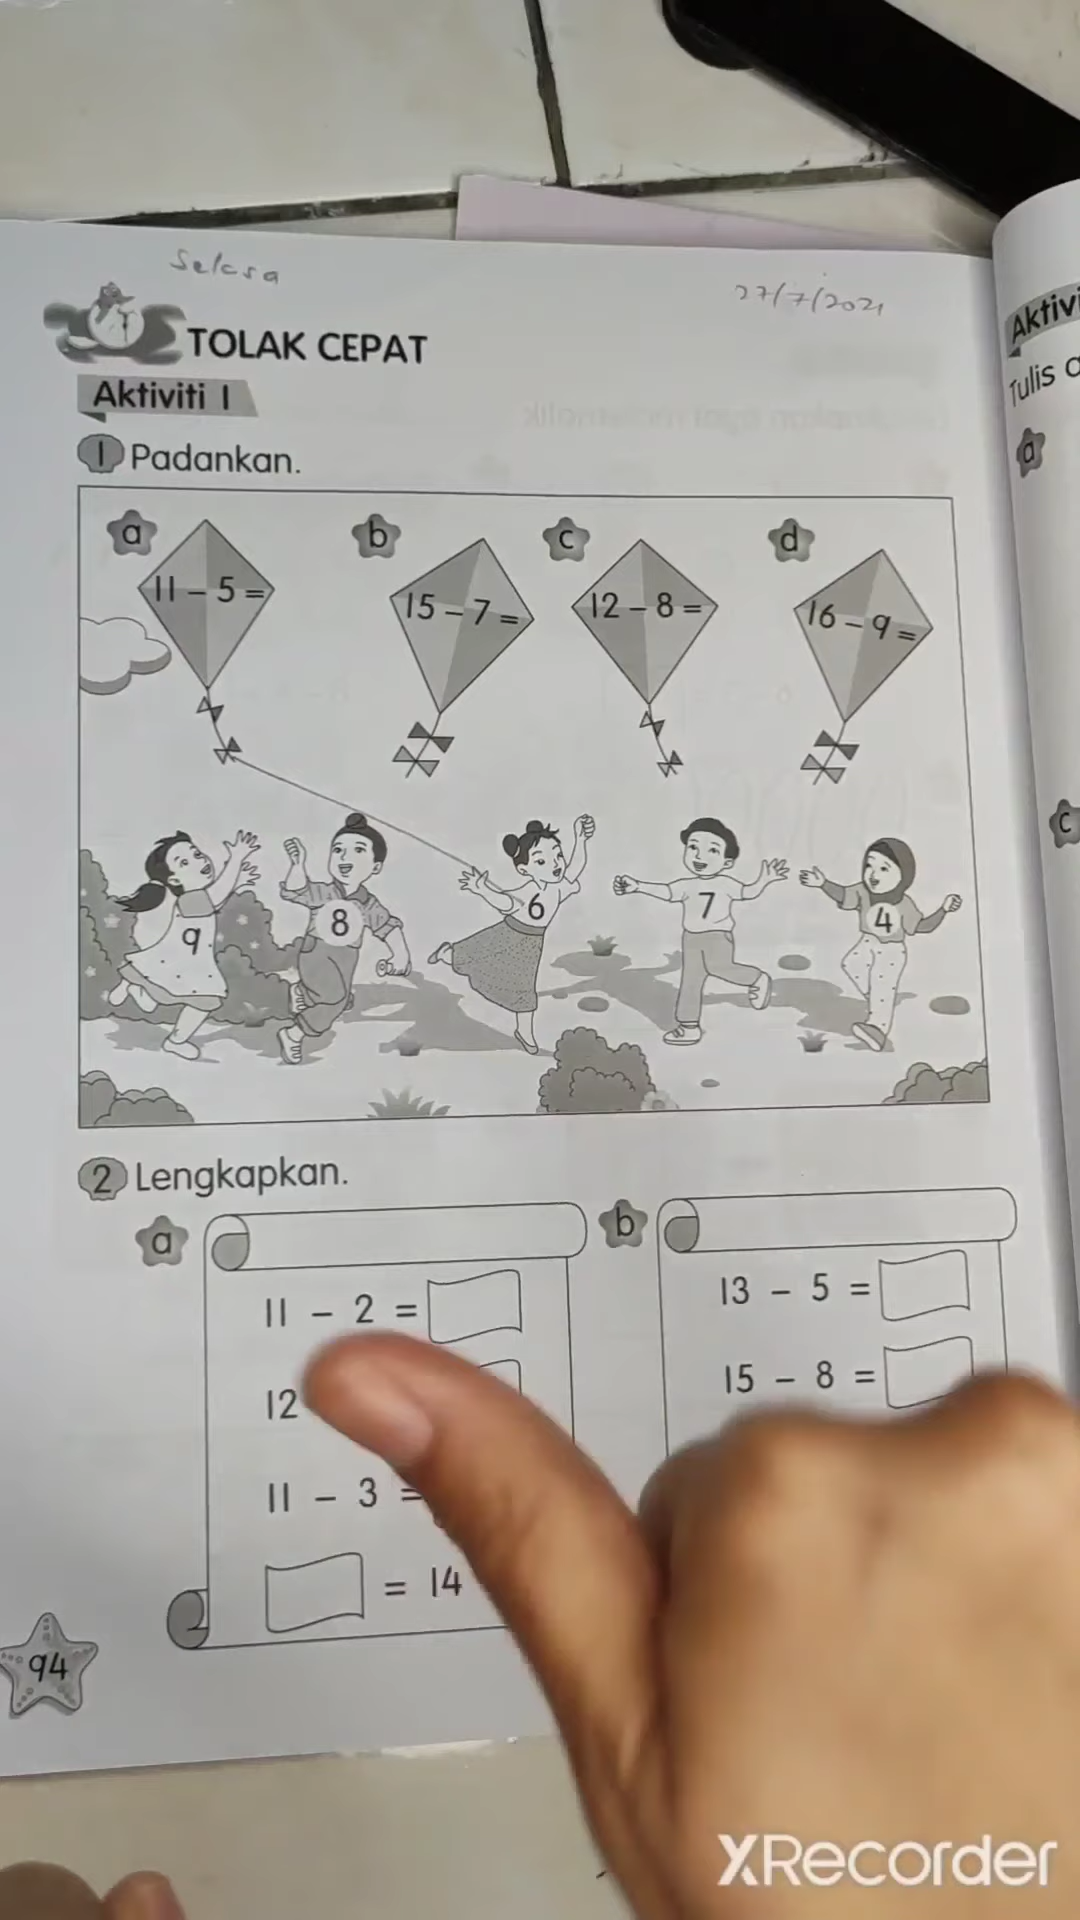 Selasa
27/7/2021
TOLAK CEPAT
Aktiviti 1
1 Padankan.
a
11 - 5 =
b
15 - 7 =
c
12 - 8 =
d
16 - 9 =
9
8
6
7
4
2 Lengkapkan.
a
11 - 2 =
12
11 - 3 =
= 14
b
13 - 5 =
15 - 8 =
94
Aktivi
Tulis
a
c
XRecorder